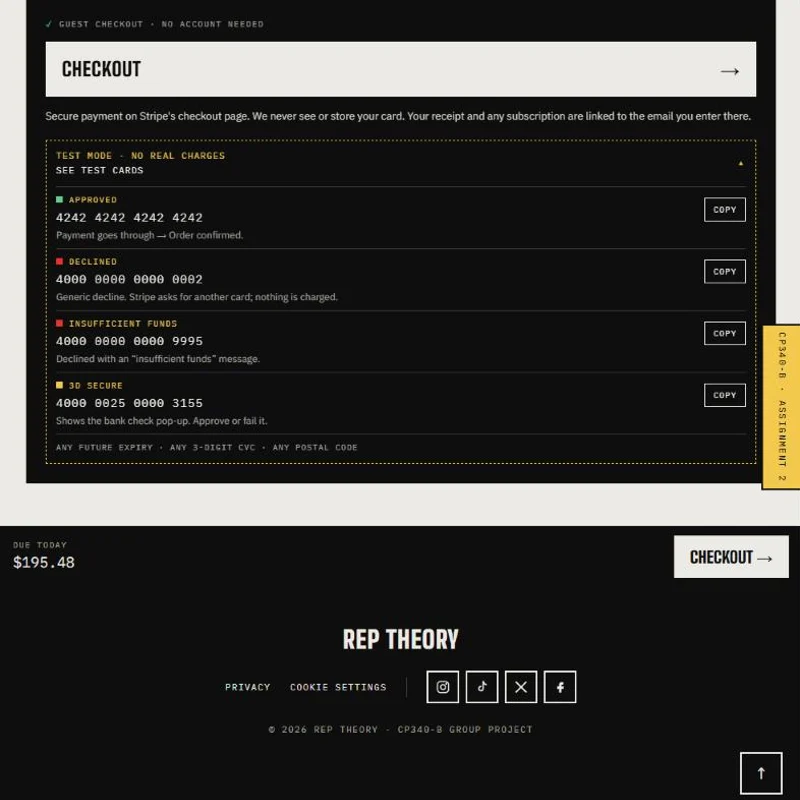 ✓ GUEST CHECKOUT · NO ACCOUNT NEEDED
CHECKOUT →
Secure payment on Stripe's checkout page. We never see or store your card. Your receipt and any subscription are linked to the email you enter there.
TEST MODE · NO REAL CHARGES
SEE TEST CARDS
APPROVED
4242 4242 4242 4242
COPY
Payment goes through → Order confirmed.
DECLINED
4000 0000 0000 0002
COPY
Generic decline. Stripe asks for another card; nothing is charged.
INSUFFICIENT FUNDS
4000 0000 0000 9995
COPY
Declined with an “insufficient funds” message.
3D SECURE
4000 0025 0000 3155
COPY
Shows the bank check pop-up. Approve or fail it.
ANY FUTURE EXPIRY · ANY 3-DIGIT CVC · ANY POSTAL CODE
CP340-B · ASSIGNMENT 2
DUE TODAY
$195.48
CHECKOUT →
REP THEORY
PRIVACY COOKIE SETTINGS
© 2026 REP THEORY · CP340-B GROUP PROJECT
↑